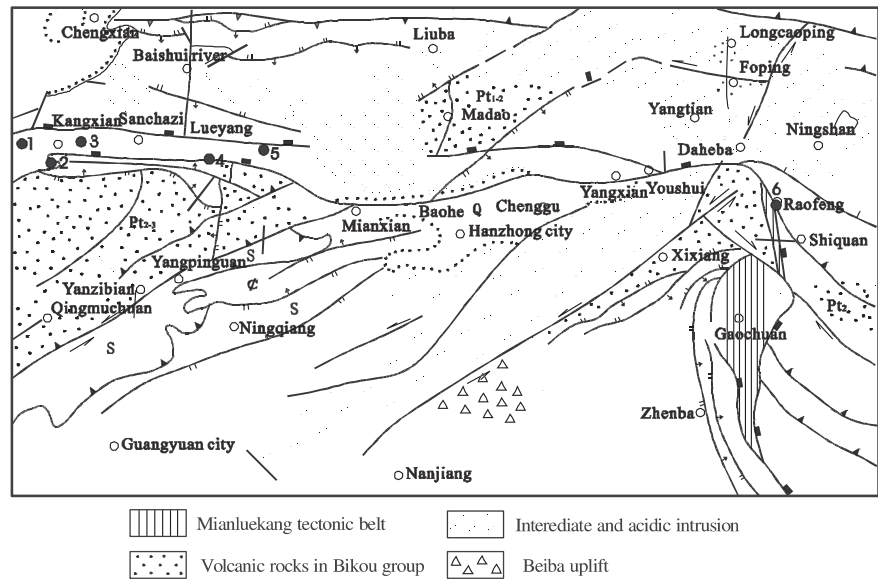 Chengxian
Baishui river
Liuba
Longcaoping
Foping
Pt₁₋₂
Madao
Yangtian
Kangxian
Sanchazi
Lueyang
Daheba
Ningshan
1
3
5
2
4
6
Yangxian
Youshui
Raofeng
Baohe
Q
Chenggu
Mianxian
Hanzhong city
Shiquan
Pt₂₋₃
S
Yangpinguan
Xixiang
Yanzibian
Qingmuchuan
₵
S
Pt₂
Ningqiang
Gaochuan
S
Zhenba
Guangyuan city
Nanjiang
Mianluekang tectonic belt
Interediate and acidic intrusion
Volcanic rocks in Bikou group
Beiba uplift